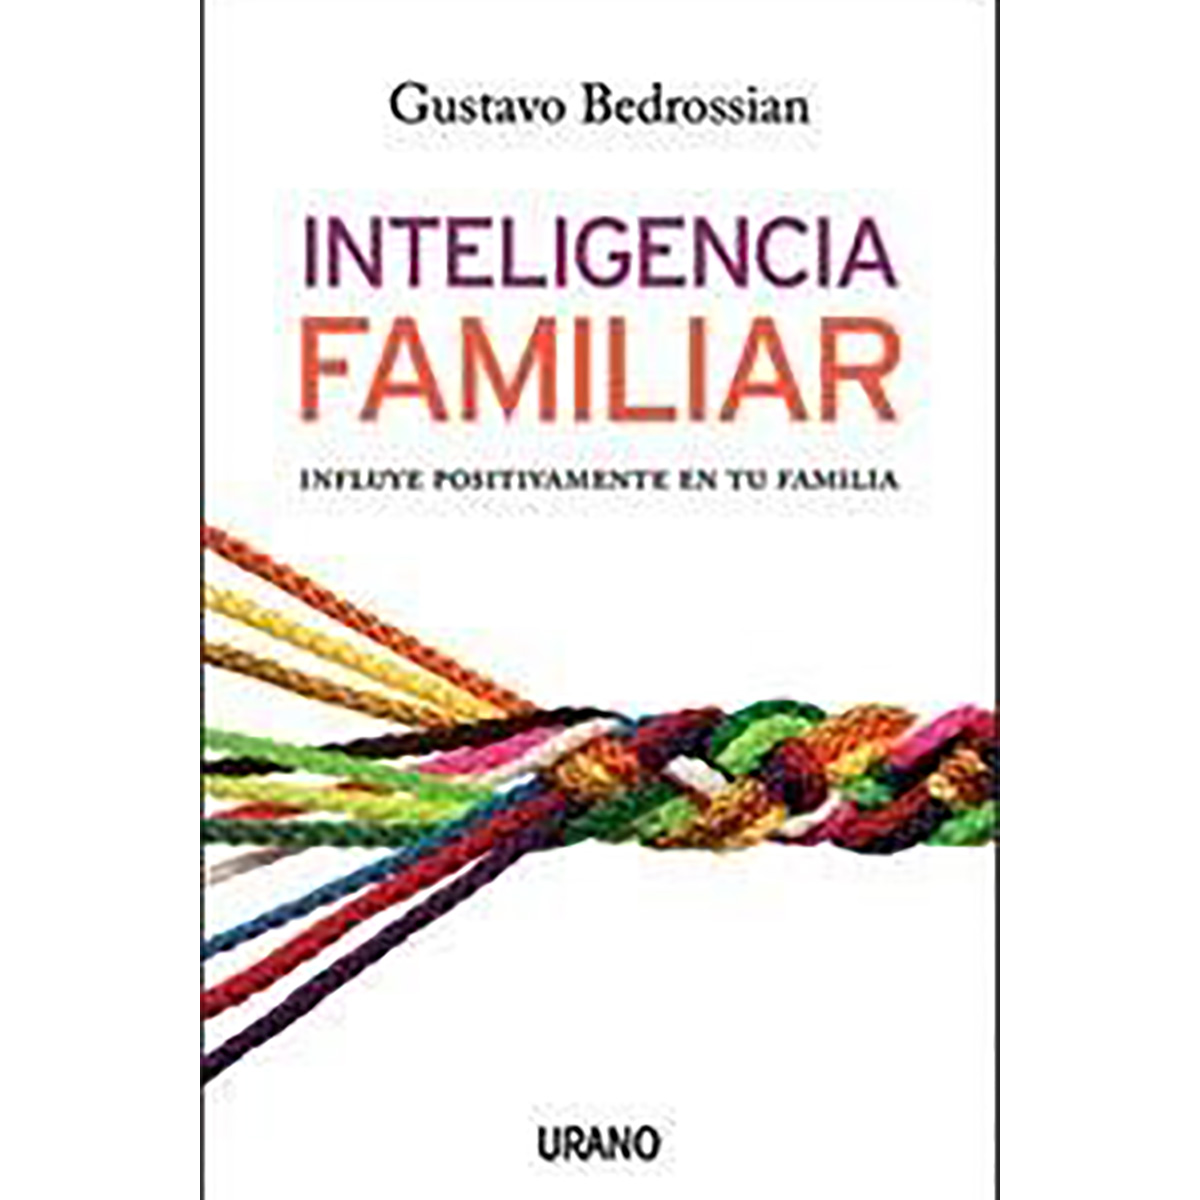 Gustavo Bedrossian
INTELIGENCIA
FAMILIAR
INFLUYE POSITIVAMENTE EN TU FAMILIA
URANO